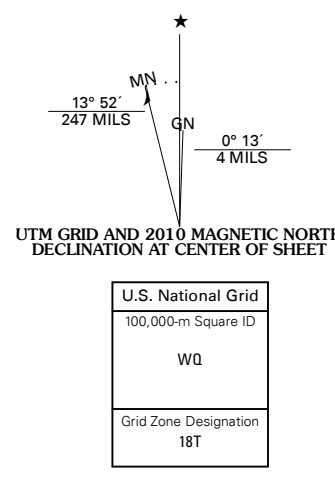 ★
MN
GN
13° 52´
247 MILS
0° 13´
4 MILS
UTM GRID AND 2010 MAGNETIC NORTH
DECLINATION AT CENTER OF SHEET
U.S. National Grid
100,000-m Square ID
WQ
Grid Zone Designation
18T